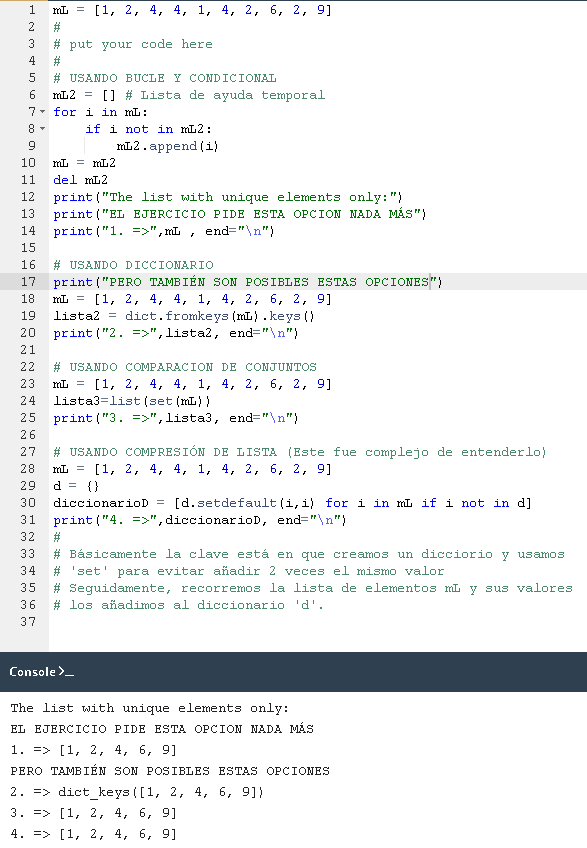 1 mL = [1, 2, 4, 4, 1, 4, 2, 6, 2, 9]
2 #
3 # put your code here
4 #
5 # USANDO BUCLE Y CONDICIONAL
6 mL2 = [] # Lista de ayuda temporal
7 for i in mL:
8     if i not in mL2:
9         mL2.append(i)
10 mL = mL2
11 del mL2
12 print("The list with unique elements only:")
13 print("EL EJERCICIO PIDE ESTA OPCION NADA MÁS")
14 print("1. =>",mL , end="\n")
15
16 # USANDO DICCIONARIO
17 print("PERO TAMBIÉN SON POSIBLES ESTAS OPCIONES")
18 mL = [1, 2, 4, 4, 1, 4, 2, 6, 2, 9]
19 lista2 = dict.fromkeys(mL).keys()
20 print("2. =>",lista2, end="\n")
21
22 # USANDO COMPARACION DE CONJUNTOS
23 mL = [1, 2, 4, 4, 1, 4, 2, 6, 2, 9]
24 lista3=list(set(mL))
25 print("3. =>",lista3, end="\n")
26
27 # USANDO COMPRESIÓN DE LISTA (Este fue complejo de entenderlo)
28 mL = [1, 2, 4, 4, 1, 4, 2, 6, 2, 9]
29 d = {}
30 diccionarioD = [d.setdefault(i,i) for i in mL if i not in d]
31 print("4. =>",diccionarioD, end="\n")
32 #
33 # Básicamente la clave está en que creamos un dicciorio y usamos
34 # 'set' para evitar añadir 2 veces el mismo valor
35 # Seguidamente, recorremos la lista de elementos mL y sus valores
36 # los añadimos al diccionario 'd'.
37
Console>_
The list with unique elements only:
EL EJERCICIO PIDE ESTA OPCION NADA MÁS
1. => [1, 2, 4, 6, 9]
PERO TAMBIÉN SON POSIBLES ESTAS OPCIONES
2. => dict_keys([1, 2, 4, 6, 9])
3. => [1, 2, 4, 6, 9]
4. => [1, 2, 4, 6, 9]